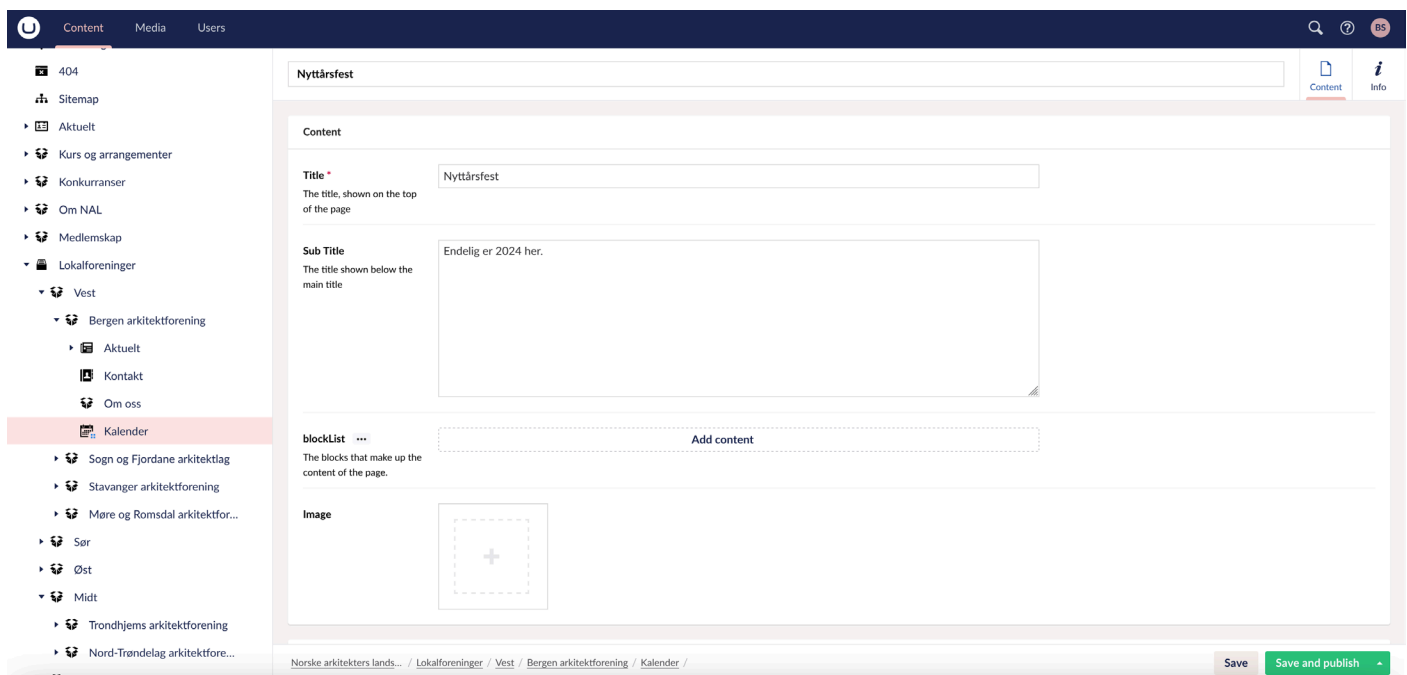 Content Media Users
BS
404
Sitemap
Aktuelt
Kurs og arrangementer
Konkurranser
Om NAL
Medlemskap
Lokalforeninger
Vest
Bergen arkitektforening
Aktuelt
Kontakt
Om oss
Kalender
Sogn og Fjordane arkitektlag
Stavanger arkitektforening
Møre og Romsdal arkitektfor...
Sør
Øst
Midt
Trondhjems arkitektforening
Nord-Trøndelag arkitektfore...
Nyttårsfest
Content
Info
Content
Title *
The title, shown on the top
of the page
Nyttårsfest
Sub Title
The title shown below the
main title
Endelig er 2024 her.
blockList
The blocks that make up the
content of the page.
Add content
Image
Norske arkitekters lands... / Lokalforeninger / Vest / Bergen arkitektforening / Kalender /
Save
Save and publish